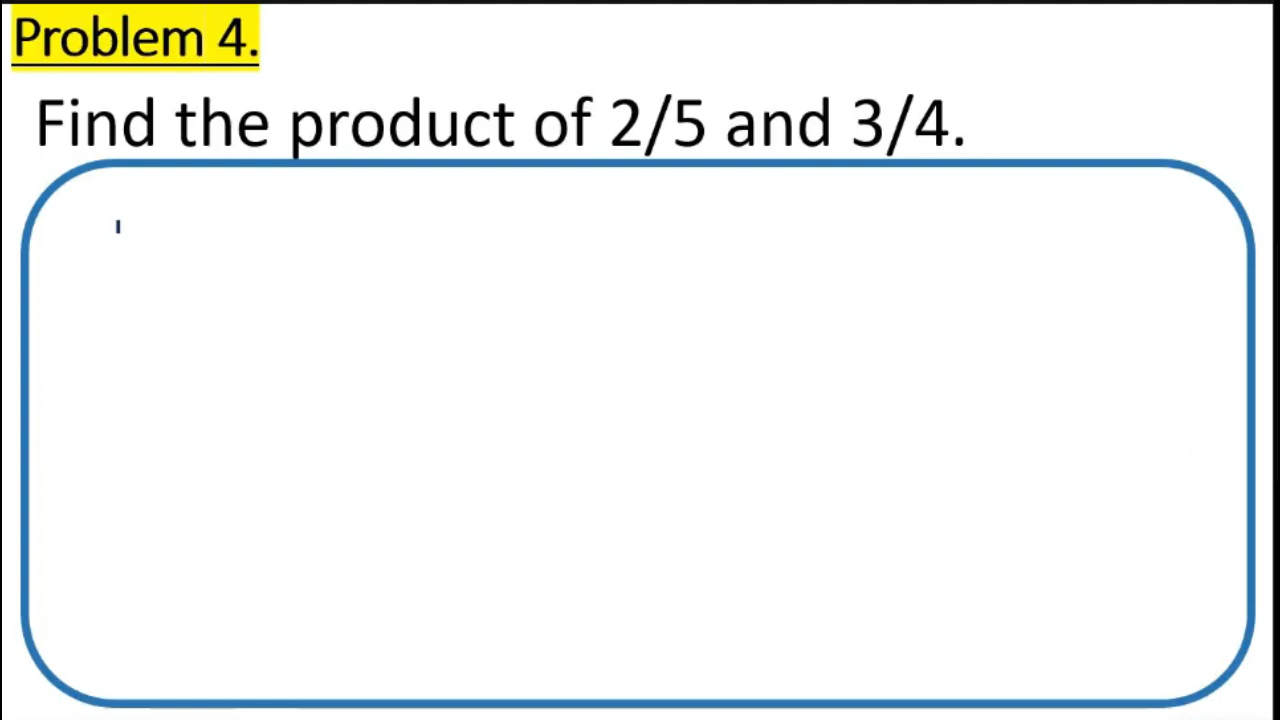 Problem 4.
Find the product of 2/5 and 3/4.